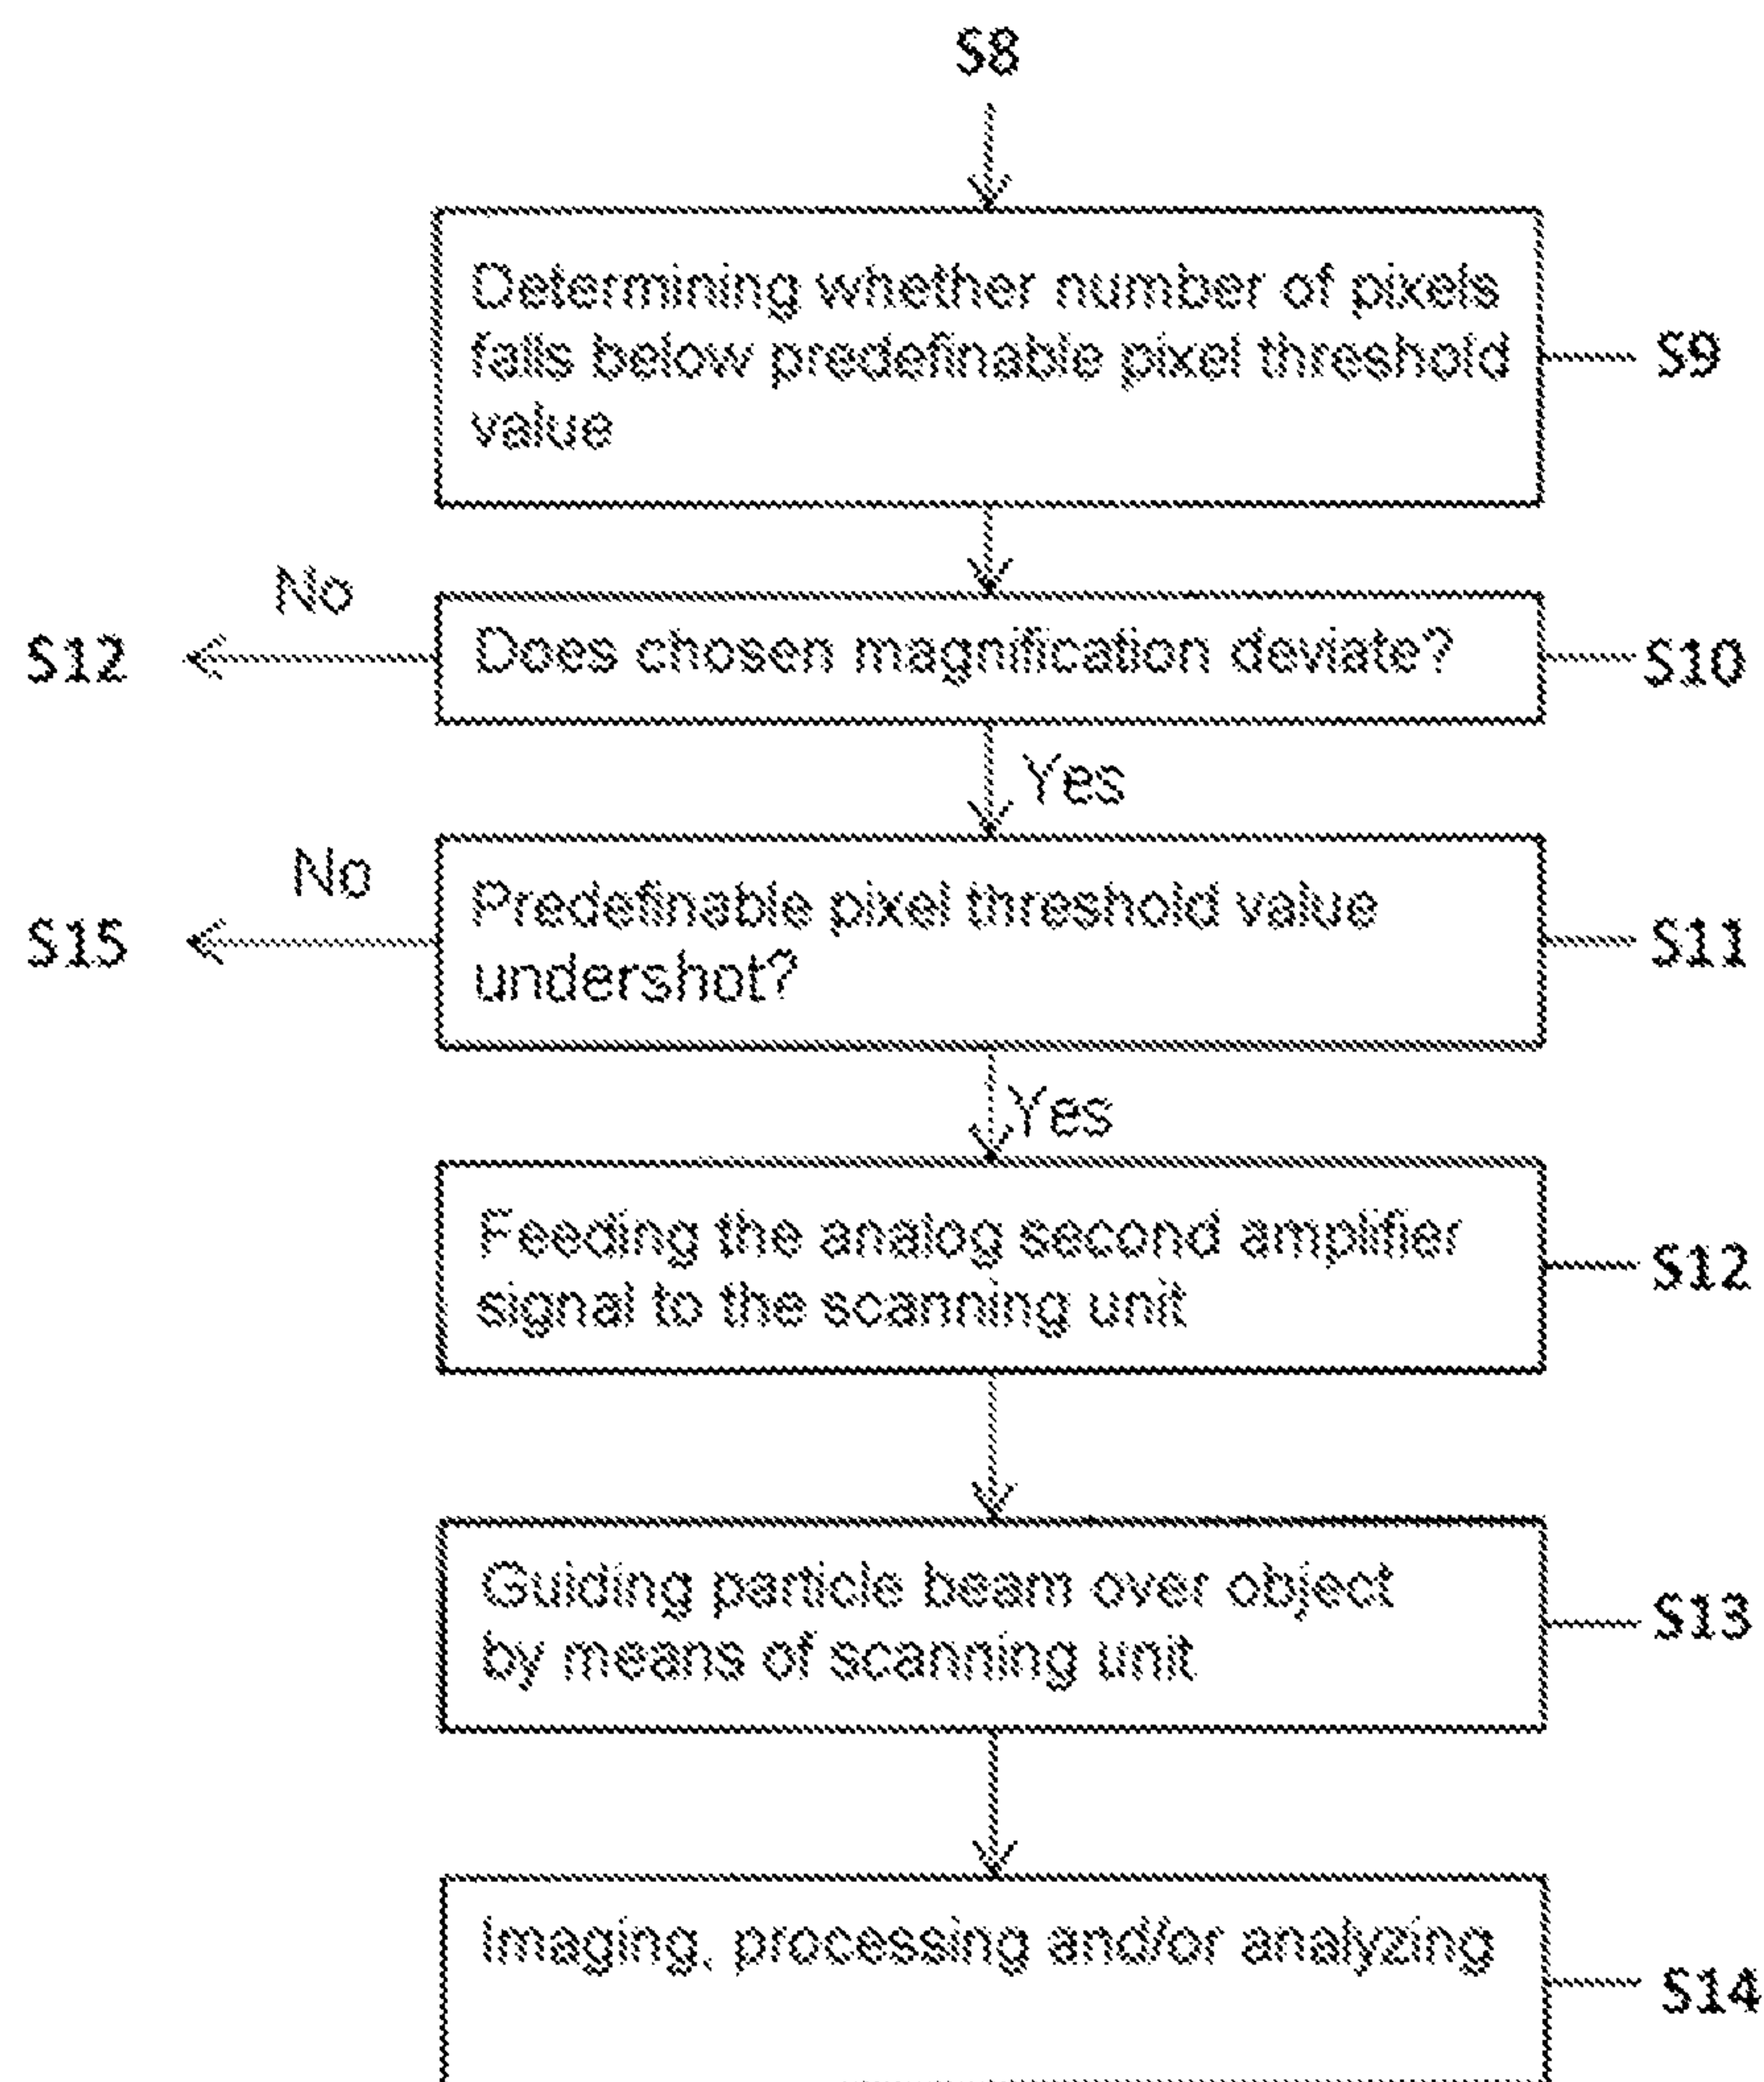 S8
Determining whether number of pixels
falls below predefinable pixel threshold
value
S9
No
S12
Does chosen magnification deviate?
S10
Yes
No
S15
Predefinable pixel threshold value
undershot?
S11
Yes
Feeding the analog second amplifier
signal to the scanning unit
S12
Guiding particle beam over object
by means of scanning unit
S13
Imaging, processing and/or analyzing
S14